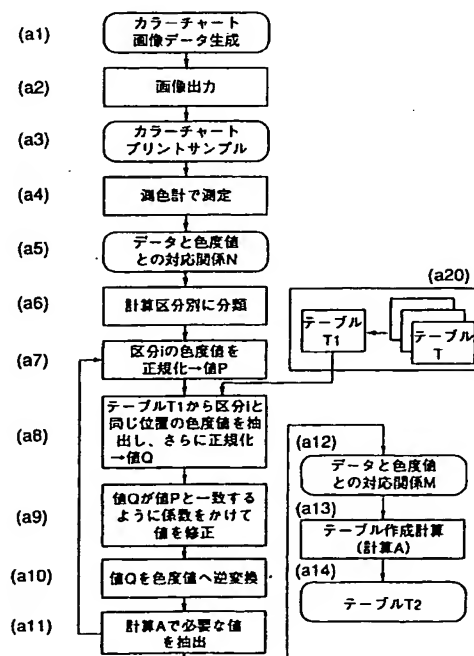 (a1)
カラーチャート
画像データ生成
(a2)
画像出力
(a3)
カラーチャート
プリントサンプル
(a4)
測色計で測定
(a5)
データと色度値
との対応関係N
(a6)
計算区分別に分類
(a7)
区分iの色度値を
正規化→値P
(a8)
テーブルT1から区分iと
同じ位置の色度値を抽
出し、さらに正規化
→値Q
(a9)
値Qが値Pと一致する
ように係数をかけて
値を修正
(a10)
値Qを色度値へ逆変換
(a11)
計算Aで必要な値
を抽出
(a20)
テーブル
T1
テーブル
T
(a12)
データと色度値
との対応関係M
(a13)
テーブル作成計算
(計算A)
(a14)
テーブルT2